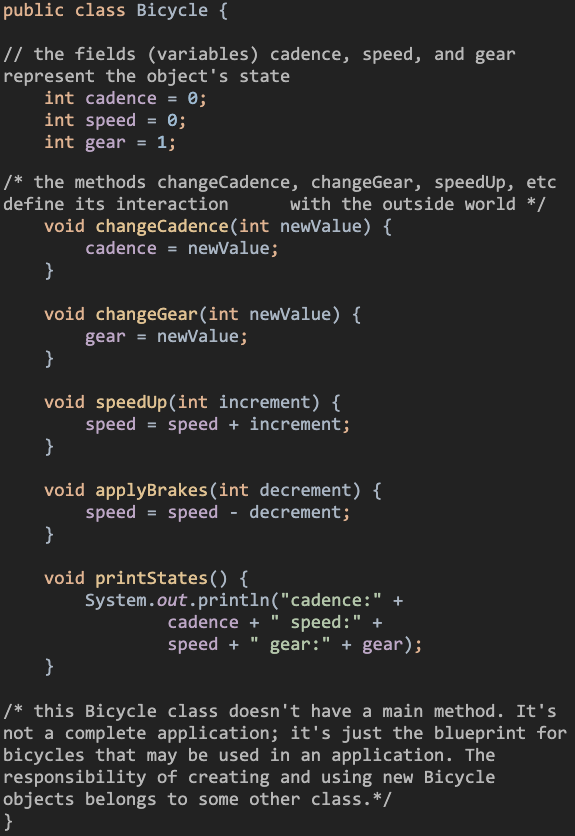 public class Bicycle {
// the fields (variables) cadence, speed, and gear
represent the object's state
    int cadence = 0;
    int speed = 0;
    int gear = 1;
/* the methods changeCadence, changeGear, speedUp, etc
define its interaction      with the outside world */
    void changeCadence(int newValue) {
        cadence = newValue;
    }
    void changeGear(int newValue) {
        gear = newValue;
    }
    void speedUp(int increment) {
        speed = speed + increment;
    }
    void applyBrakes(int decrement) {
        speed = speed - decrement;
    }
    void printStates() {
        System.out.println("cadence:" +
                cadence + " speed:" +
                speed + " gear:" + gear);
    }
/* this Bicycle class doesn't have a main method. It's
not a complete application; it's just the blueprint for
bicycles that may be used in an application. The
responsibility of creating and using new Bicycle
objects belongs to some other class.*/
}